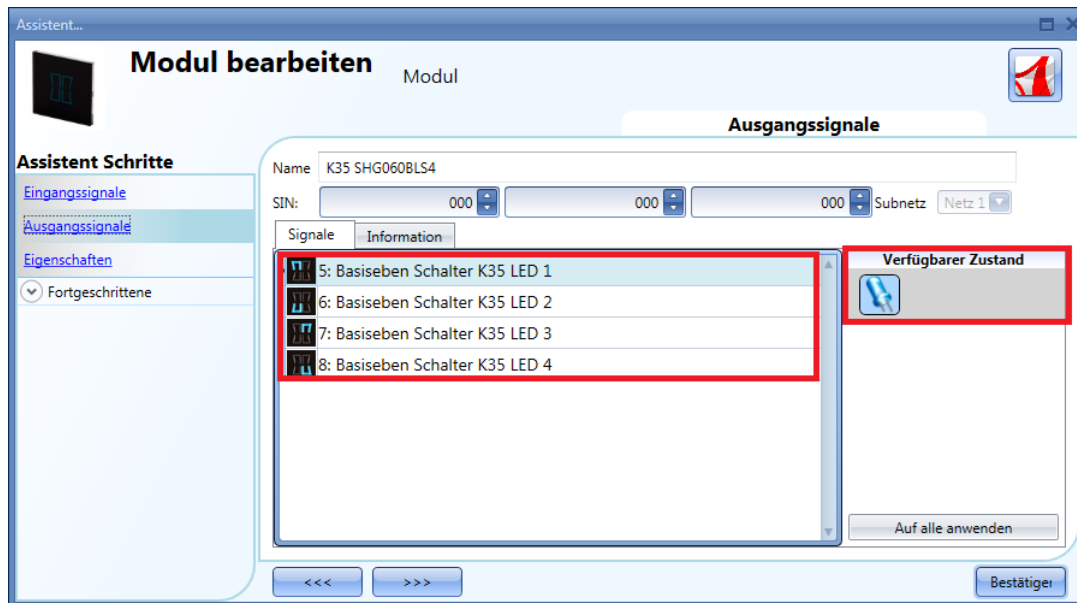 Assistent...
Modul bearbeiten
Modul
Ausgangssignale
Assistent Schritte
Eingangssignale
Ausgangssignale
Eigenschaften
Fortgeschrittene
Name K35 SHG060BLS4
SIN: 000 000 000 Subnetz Netz 1
Signale Information
5: Basiseben Schalter K35 LED 1
6: Basiseben Schalter K35 LED 2
7: Basiseben Schalter K35 LED 3
8: Basiseben Schalter K35 LED 4
Verfügbarer Zustand
Auf alle anwenden
<<< >>>
Bestätiger